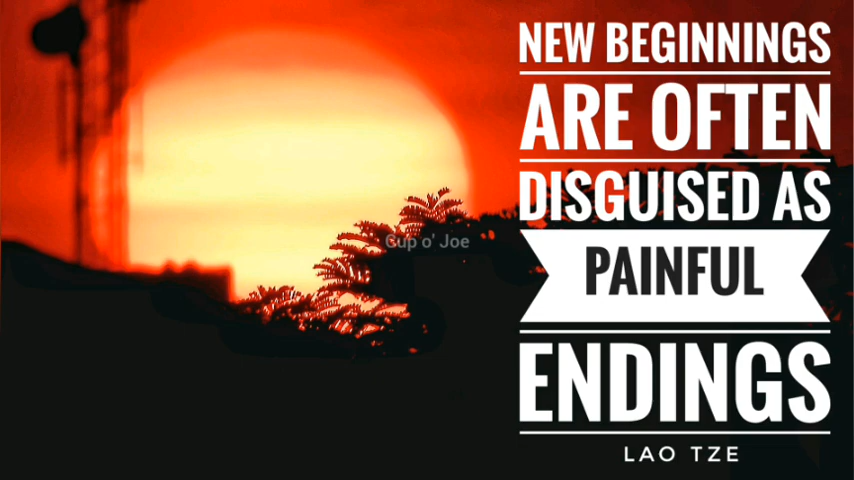 NEW BEGINNINGS
ARE OFTEN
DISGUISED AS
PAINFUL
ENDINGS
LAO TZE
Cup o' Joe